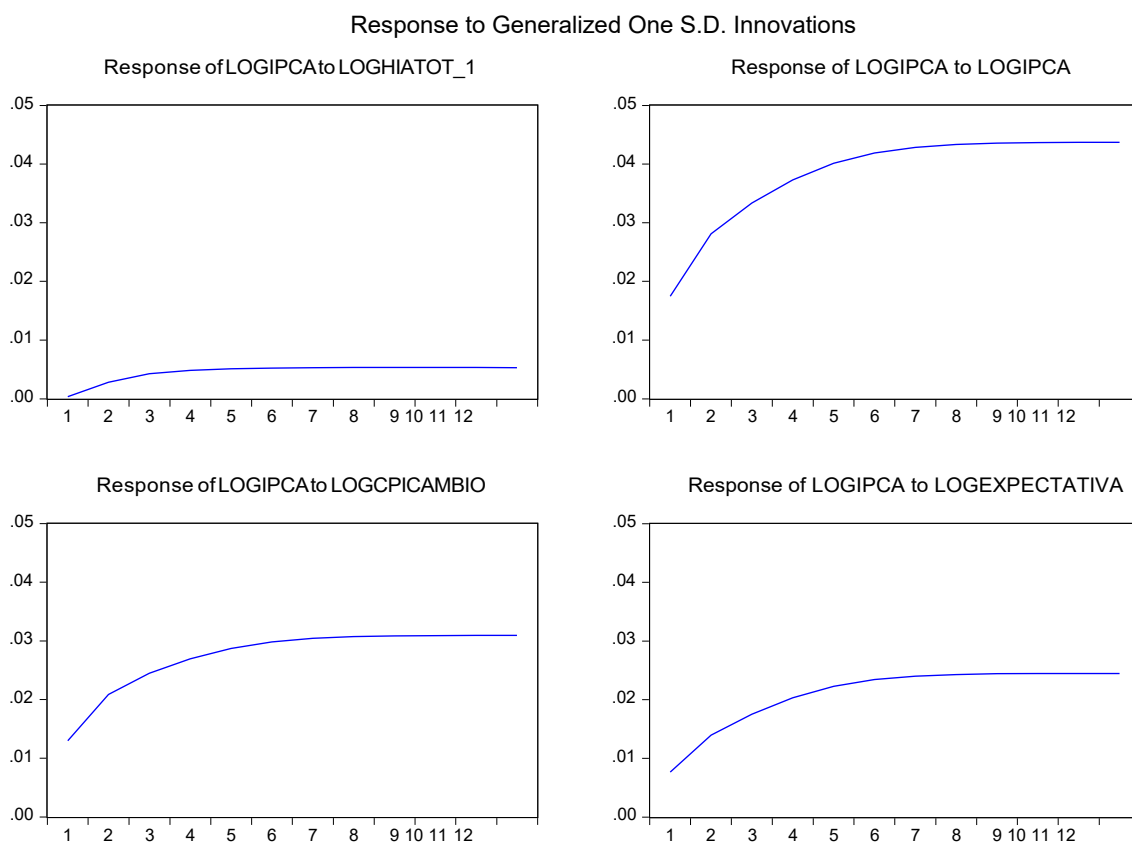 Response to Generalized One S.D. Innovations
Response of LOGIPCA to LOGHIATOT_1
Response of LOGIPCA to LOGIPCA
.05
.04
.03
.02
.01
.00
1 2 3 4 5 6 7 8 9 10 11 12
.05
.04
.03
.02
.01
.00
1 2 3 4 5 6 7 8 9 10 11 12
Response of LOGIPCA to LOGCPICAMBIO
Response of LOGIPCA to LOGEXPECTATIVA
.05
.04
.03
.02
.01
.00
1 2 3 4 5 6 7 8 9 10 11 12
.05
.04
.03
.02
.01
.00
1 2 3 4 5 6 7 8 9 10 11 12